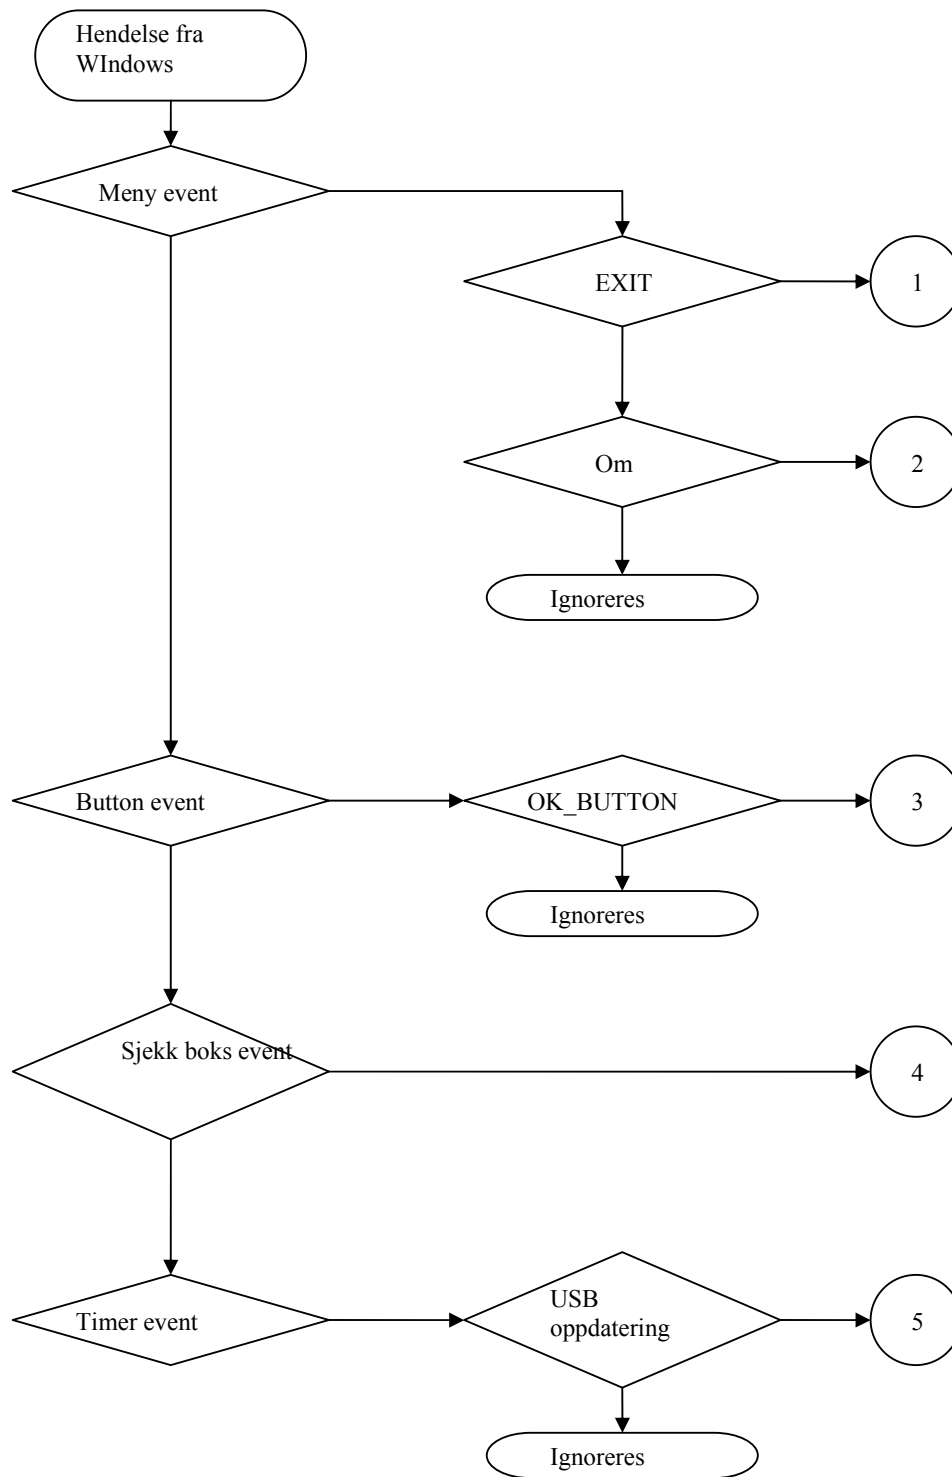 Hendelse fra
WIndows
Meny event
EXIT
1
Om
2
Ignoreres
Button event
OK_BUTTON
3
Ignoreres
Sjekk boks event
4
Timer event
USB
oppdatering
5
Ignoreres